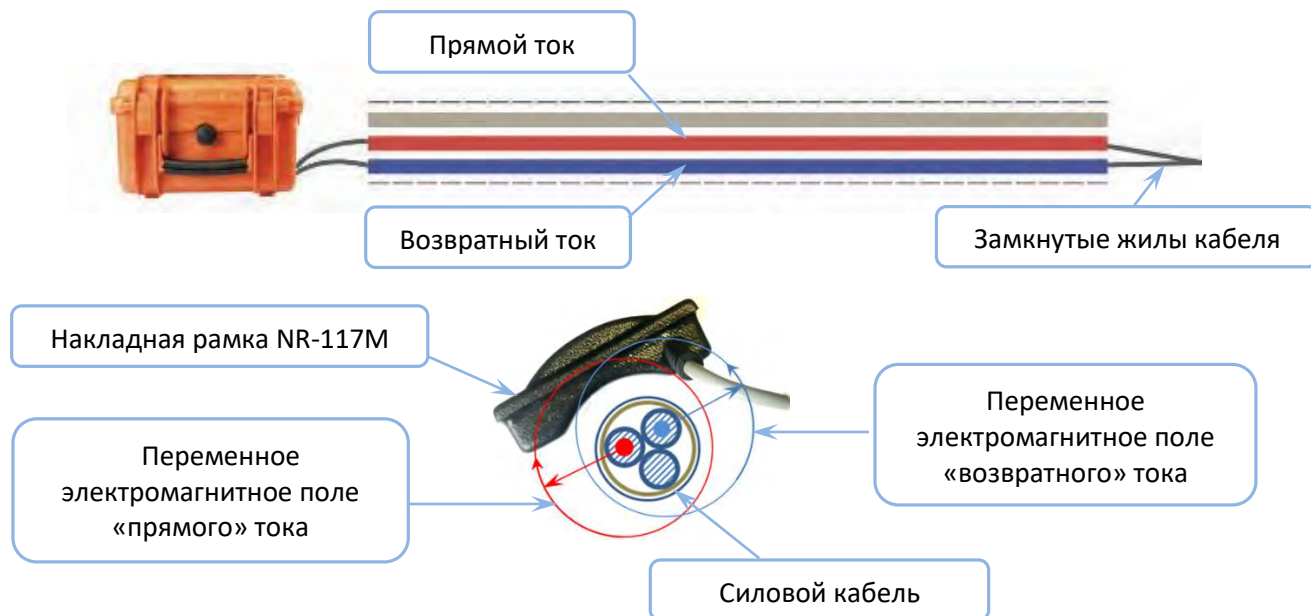 Прямой ток
Возвратный ток
Замкнутые жилы кабеля
Накладная рамка NR-117М
Переменное
электромагнитное поле
«прямого» тока
Переменное
электромагнитное поле
«возвратного» тока
Силовой кабель